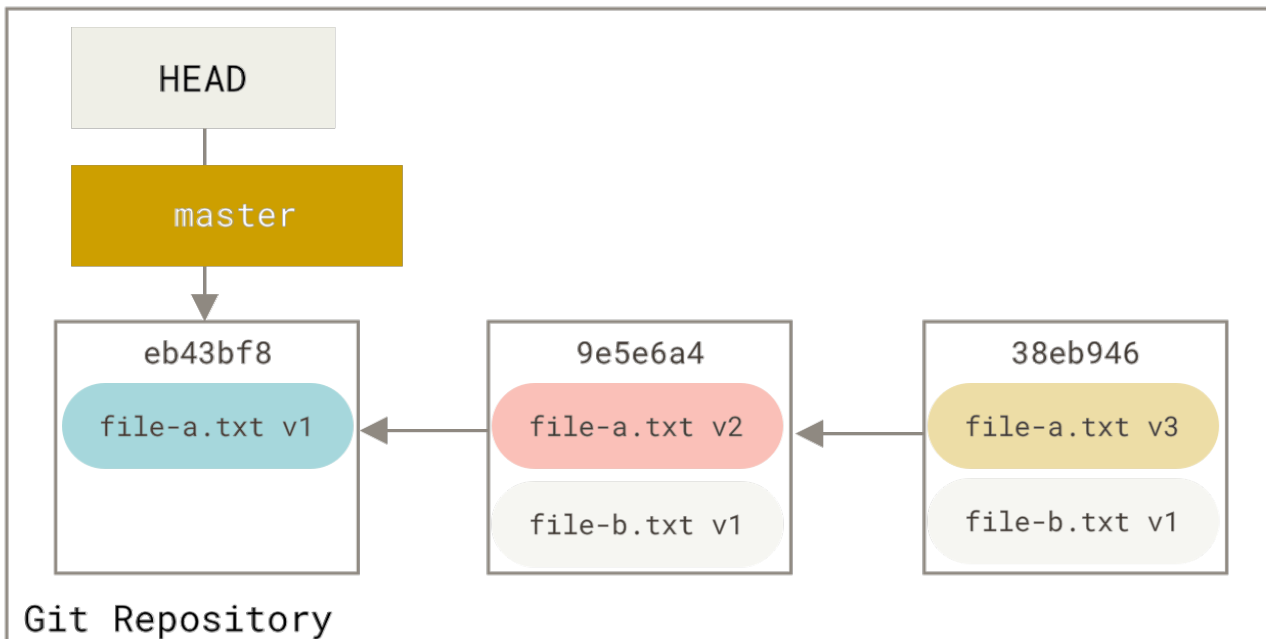 HEAD
master
eb43bf8
9e5e6a4
38eb946
file-a.txt v1
file-a.txt v2
file-a.txt v3
file-b.txt v1
file-b.txt v1
Git Repository